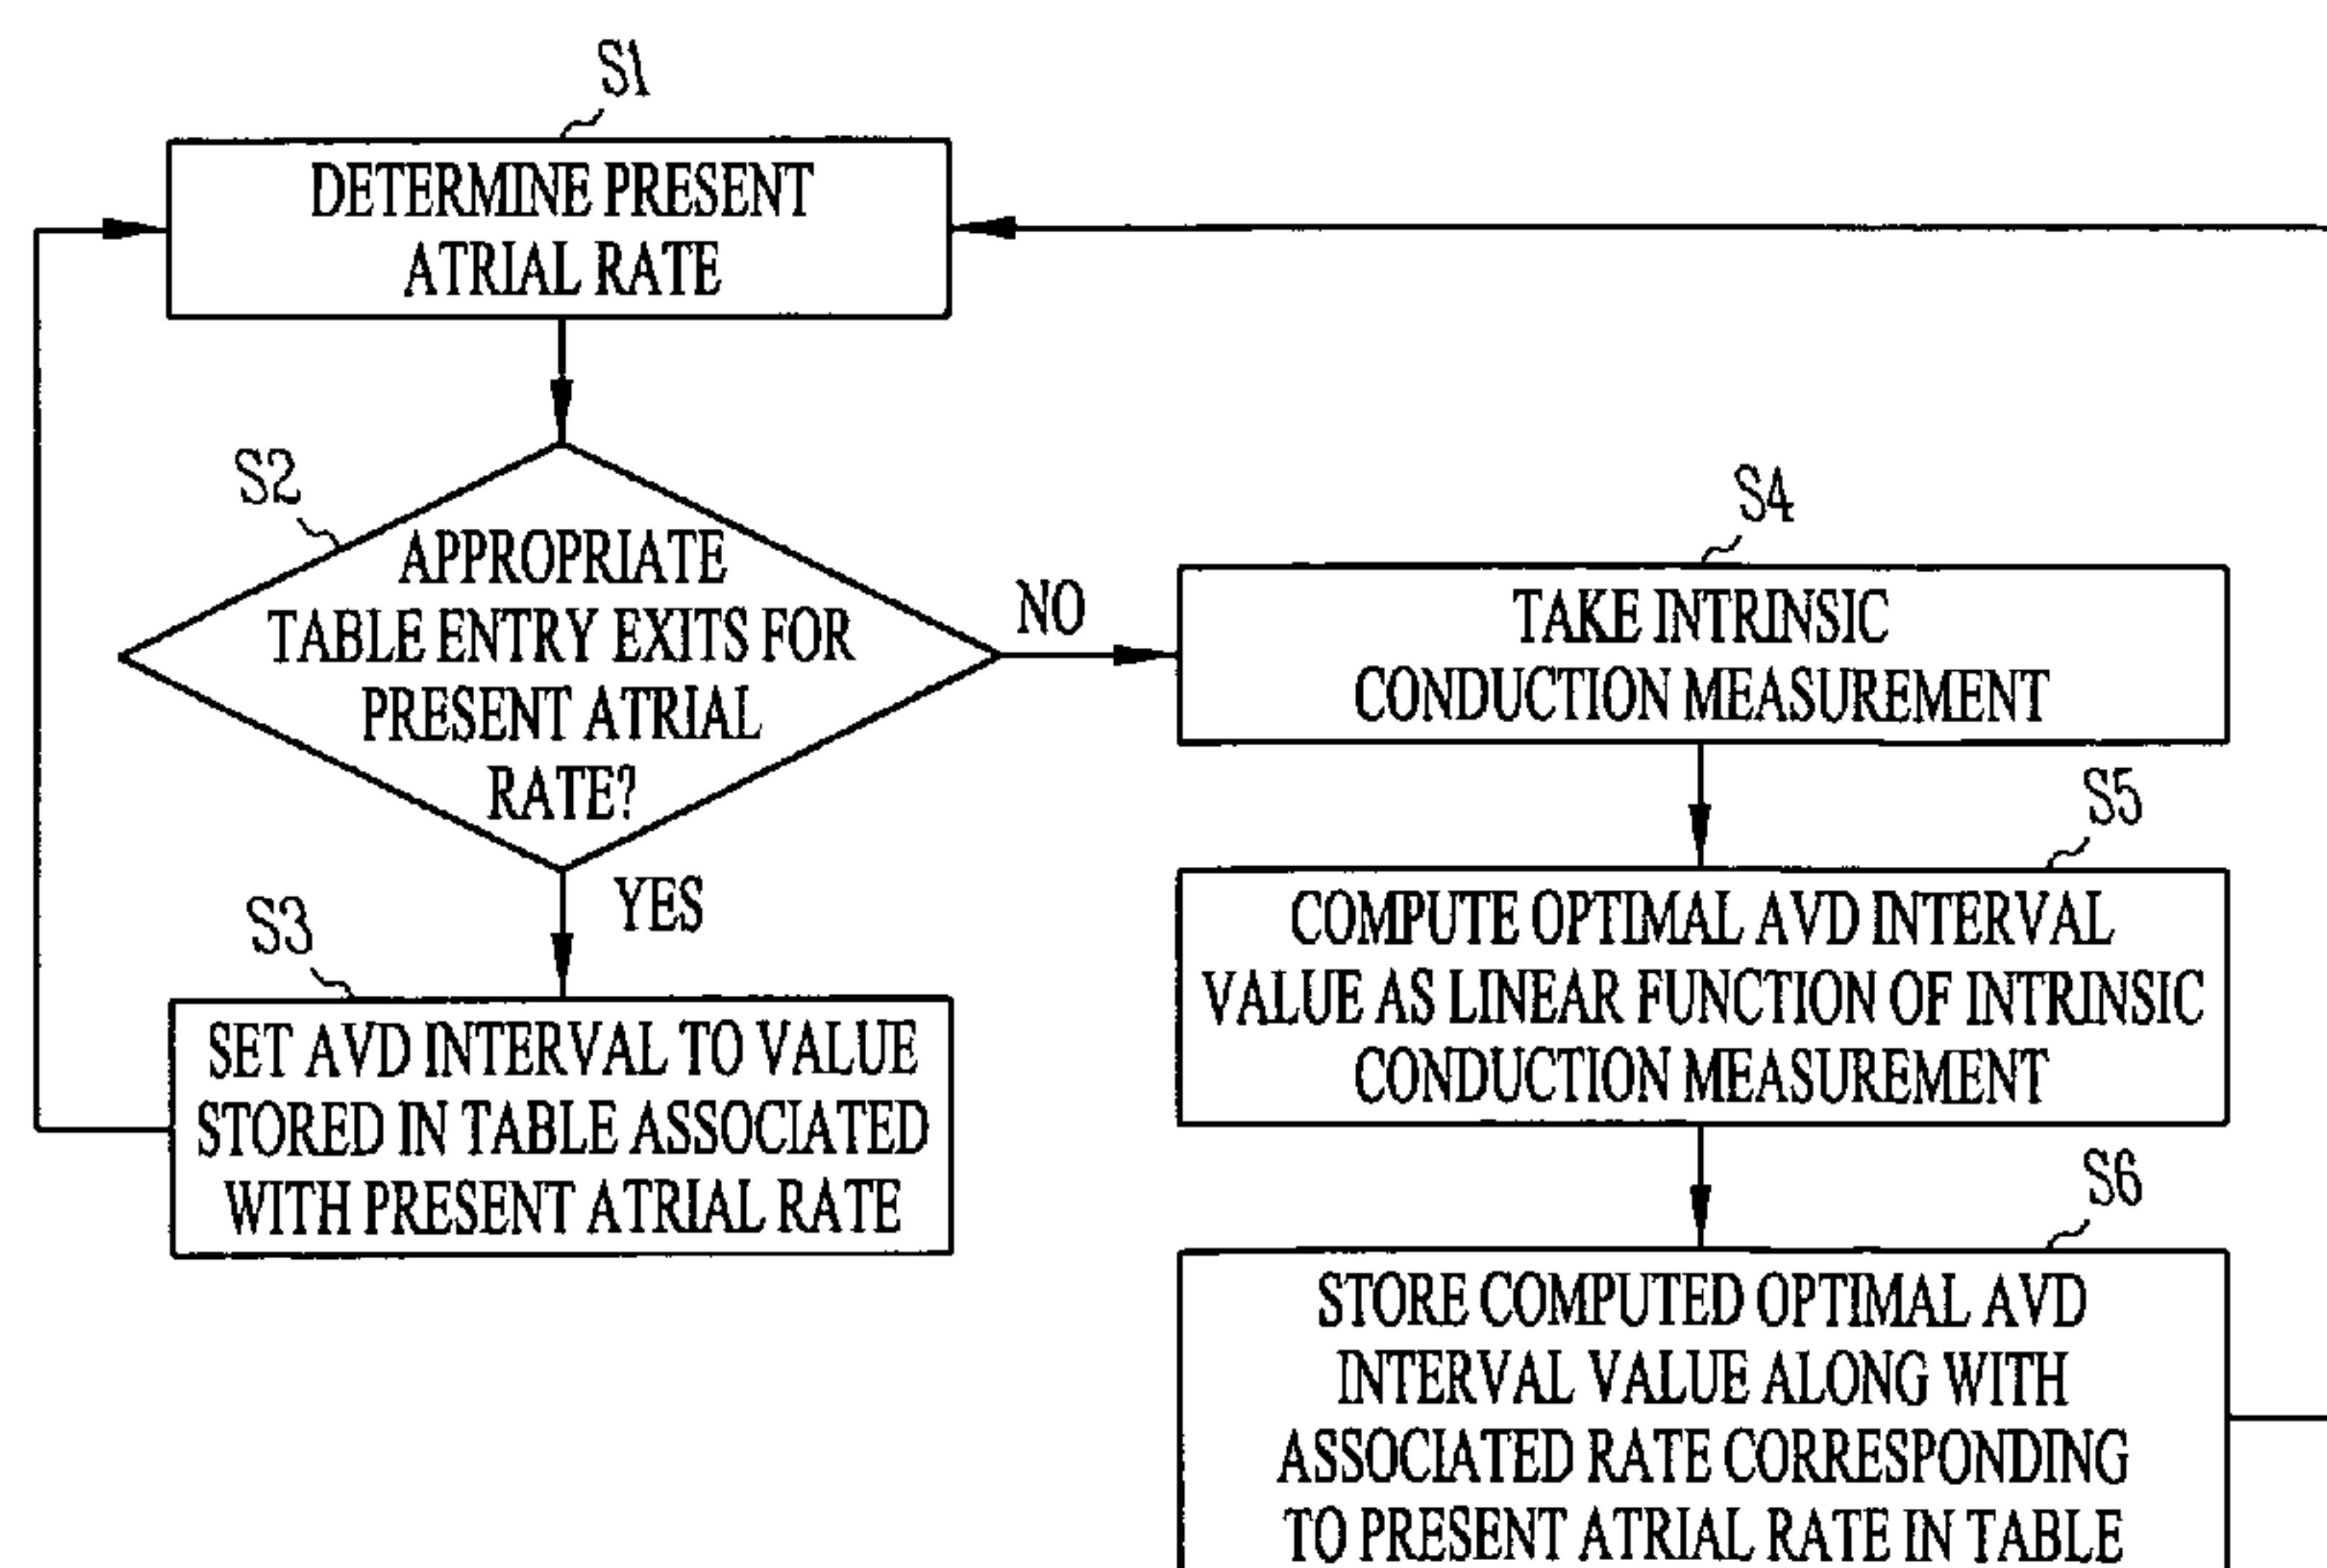 S1
DETERMINE PRESENT
ATRIAL RATE
S2
APPROPRIATE
TABLE ENTRY EXITS FOR
PRESENT ATRIAL
RATE?
NO
YES
S3
SET AVD INTERVAL TO VALUE
STORED IN TABLE ASSOCIATED
WITH PRESENT ATRIAL RATE
S4
TAKE INTRINSIC
CONDUCTION MEASUREMENT
S5
COMPUTE OPTIMAL AVD INTERVAL
VALUE AS LINEAR FUNCTION OF INTRINSIC
CONDUCTION MEASUREMENT
S6
STORE COMPUTED OPTIMAL AVD
INTERVAL VALUE ALONG WITH
ASSOCIATED RATE CORRESPONDING
TO PRESENT ATRIAL RATE IN TABLE